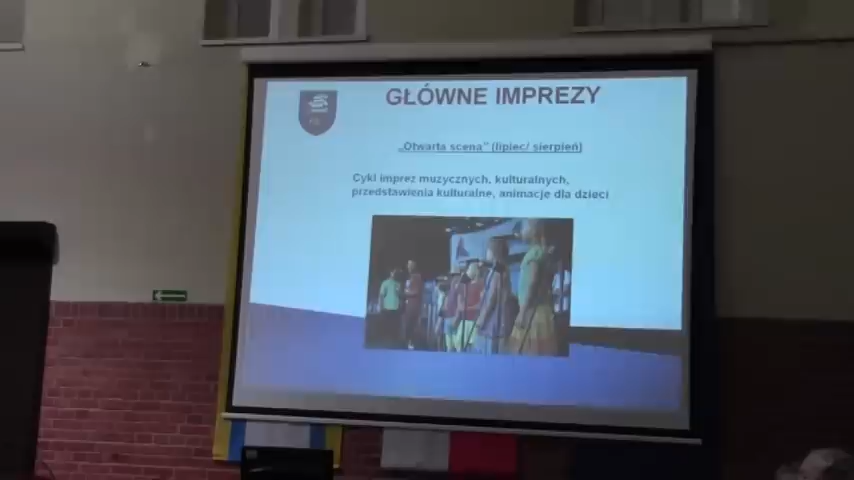 GŁÓWNE IMPREZY
„Otwarta scena” (lipiec/ sierpień)
Cykl imprez muzycznych, kulturalnych,
przedstawienia kulturalne, animacje dla dzieci